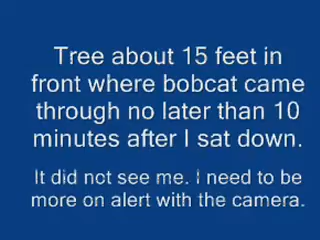 Tree about 15 feet in
front where bobcat came
through no later than 10
minutes after I sat down.
It did not see me. I need to be
more on alert with the camera.